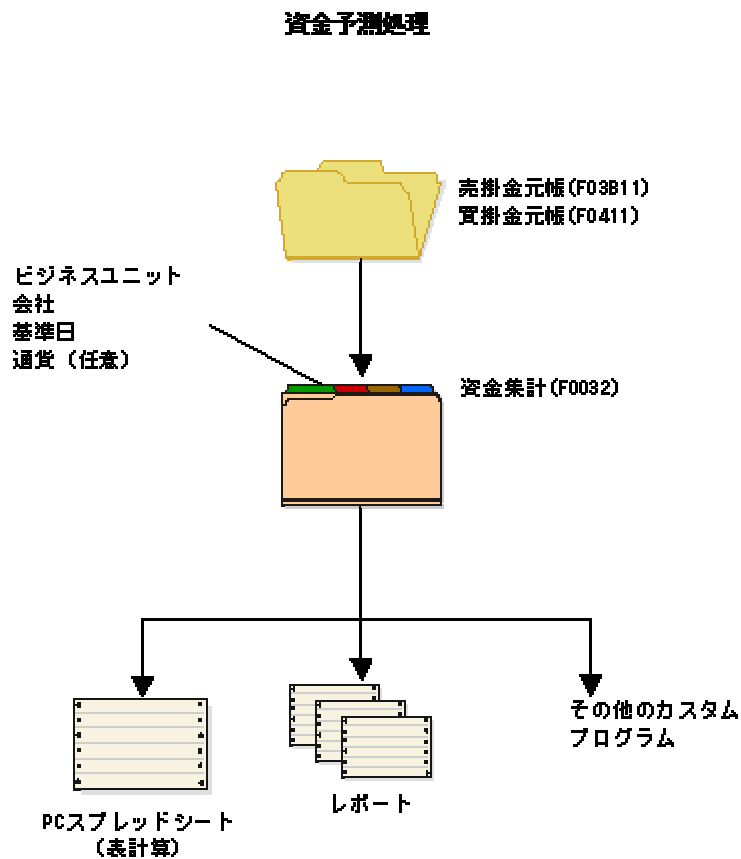 資金予測処理
売掛金元帳(F03B11)
買掛金元帳(F0411)
ビジネスユニット
会社
基準日
通貨（任意）
資金集計(F0032)
その他のカスタム
プログラム
レポート
PCスプレッドシート
（表計算）